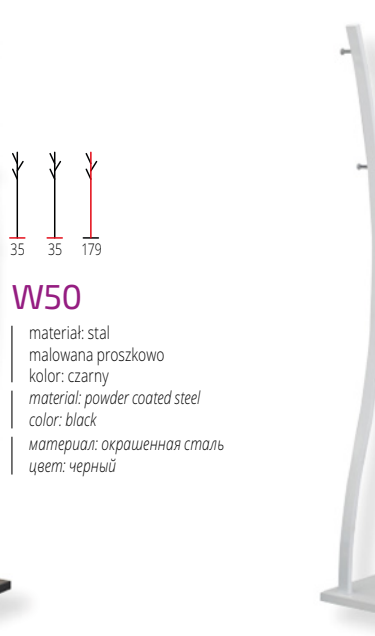 35 35 179
W50
materiał: stal
malowana proszkowo
kolor: czarny
material: powder coated steel
color: black
материал: окрашенная сталь
цвет: черный